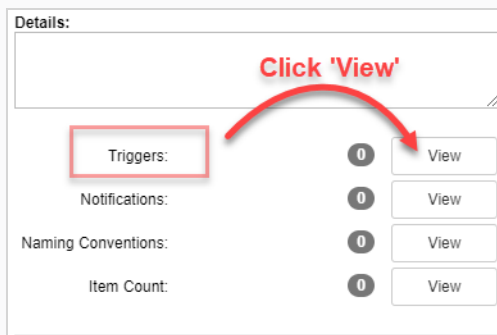 Details:
Click 'View'
Triggers: 0 View
Notifications: 0 View
Naming Conventions: 0 View
Item Count: 0 View